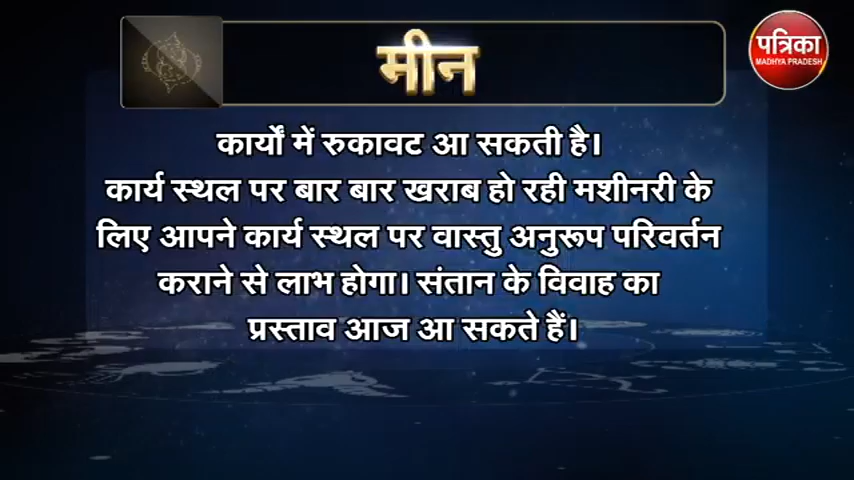 मीन
पत्रिका
MADHYA PRADESH
कार्यों में रुकावट आ सकती है।
कार्य स्थल पर बार बार खराब हो रही मशीनरी के
लिए आपने कार्य स्थल पर वास्तु अनुरूप परिवर्तन
कराने से लाभ होगा। संतान के विवाह का
प्रस्ताव आज आ सकते हैं।